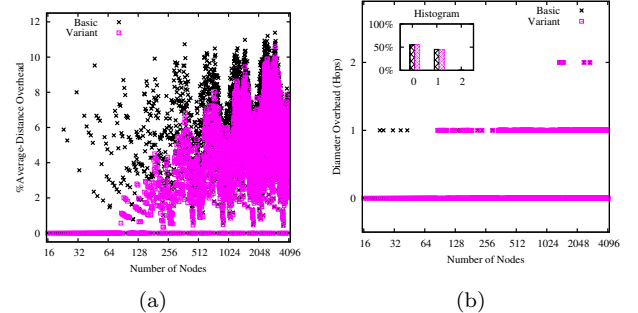 Basic
Variant
12
10
8
6
4
2
0
%Average-Distance Overhead
16 32 64 128 256 512 1024 2048 4096
Number of Nodes
(a)
Basic
Variant
Histogram
100%
50%
0%
0 1 2
2
1
0
Diameter Overhead (Hops)
16 32 64 128 256 512 1024 2048 4096
Number of Nodes
(b)